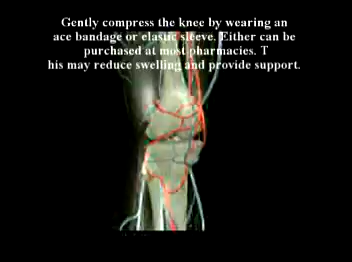 Gently compress the knee by wearing an
ace bandage or elastic sleeve. Either can be
purchased at most pharmacies. T
his may reduce swelling and provide support.